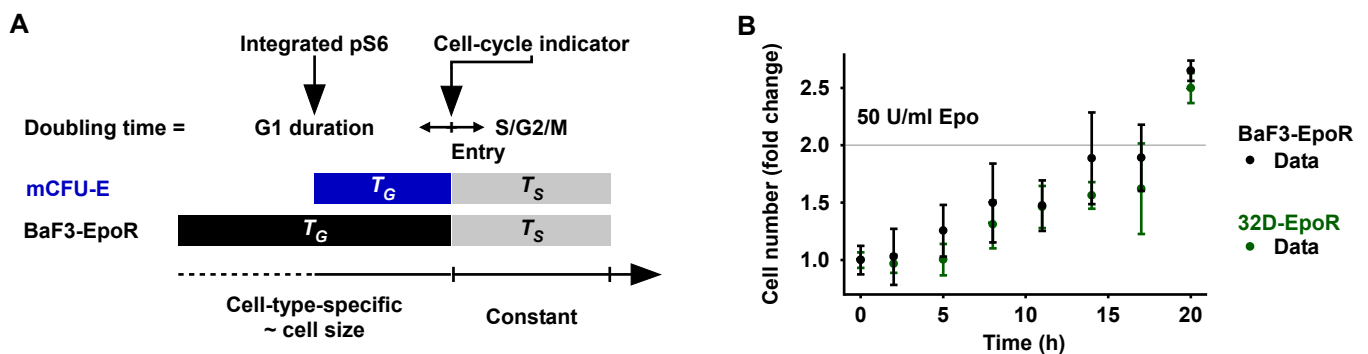 A
Integrated pS6
Cell-cycle indicator
Doubling time =
G1 duration
S/G2/M
Entry
mCFU-E
T_G
T_S
BaF3-EpoR
T_G
T_S
Cell-type-specific
~ cell size
Constant
B
Cell number (fold change)
2.5
2.0
1.5
1.0
50 U/ml Epo
0
5
10
15
20
Time (h)
BaF3-EpoR
Data
32D-EpoR
Data